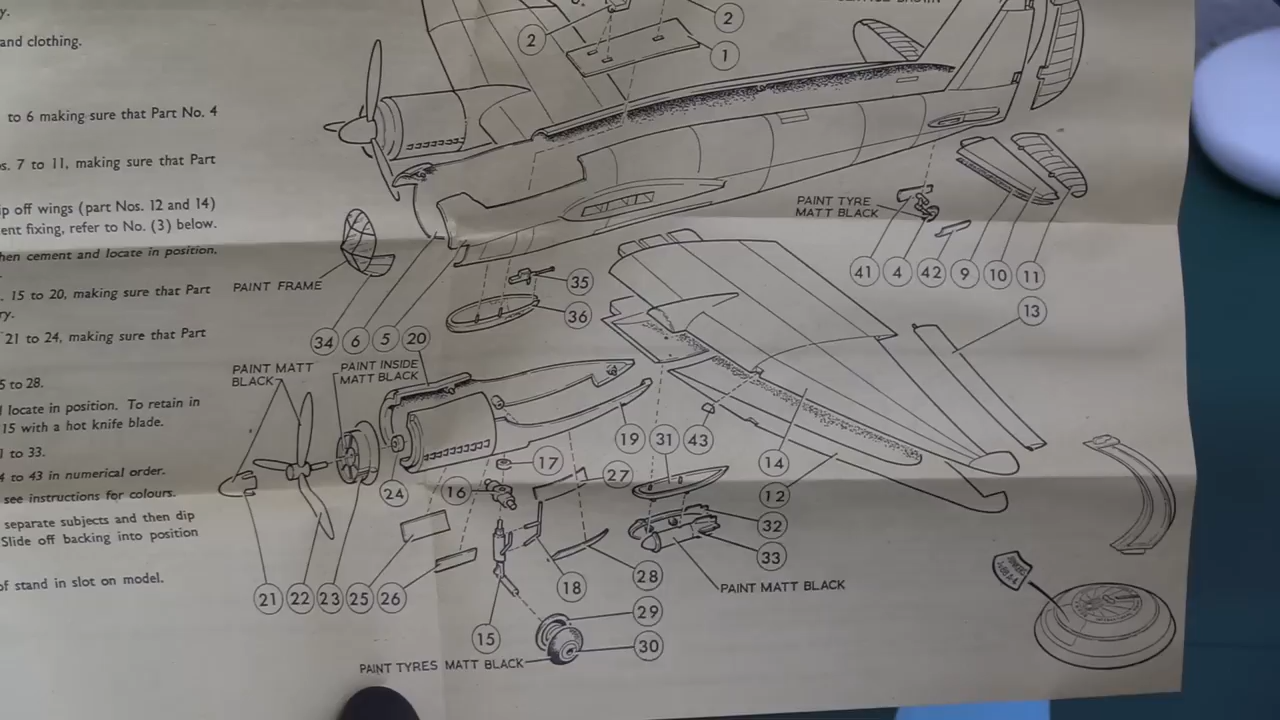 y.
and clothing.
to 6 making sure that Part No. 4
s. 7 to 11, making sure that Part
ip off wings (part Nos. 12 and 14)
ent fixing, refer to No. (3) below.
hen cement and locate in position.
. 15 to 20, making sure that Part
ry.
21 to 24, making sure that Part
5 to 28.
l locate in position. To retain in
15 with a hot knife blade.
1 to 33.
4 to 43 in numerical order.
see instructions for colours.
separate subjects and then dip
Slide off backing into position
of stand in slot on model.
2
2
1
PAINT TYRE
MATT BLACK
41
4
42
9
10
11
13
PAINT FRAME
35
36
34
6
5
20
PAINT MATT
BLACK
PAINT INSIDE
MATT BLACK
19
31
43
14
12
17
16
27
24
32
33
PAINT MATT BLACK
21
22
23
25
26
18
28
29
15
30
PAINT TYRES MATT BLACK